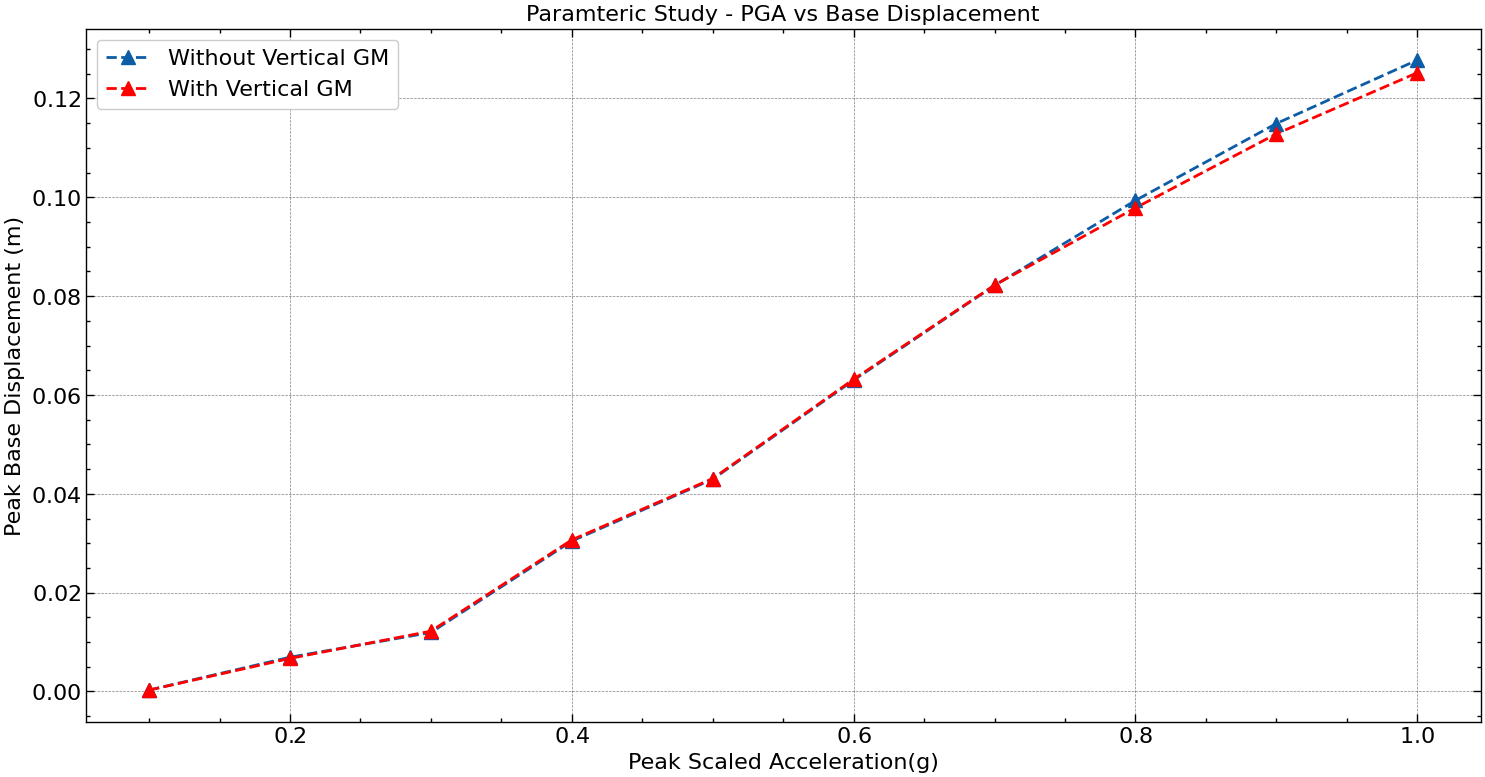 Paramteric Study - PGA vs Base Displacement
Without Vertical GM
With Vertical GM
Peak Base Displacement (m)
0.12
0.10
0.08
0.06
0.04
0.02
0.00
0.2 0.4 0.6 0.8 1.0
Peak Scaled Acceleration(g)